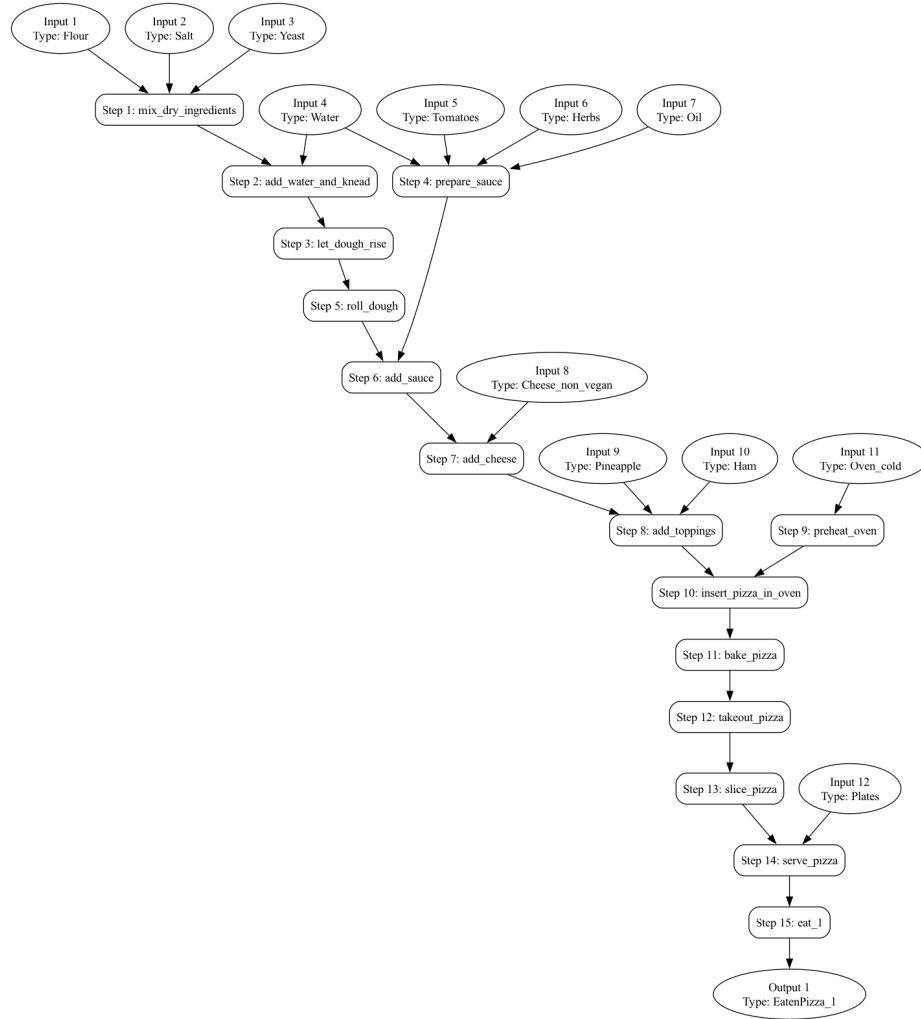 Input 1
Type: Flour
Input 2
Type: Salt
Input 3
Type: Yeast
Step 1: mix_dry_ingredients
Input 4
Type: Water
Input 5
Type: Tomatoes
Input 6
Type: Herbs
Input 7
Type: Oil
Step 2: add_water_and_knead
Step 4: prepare_sauce
Step 3: let_dough_rise
Step 5: roll_dough
Step 6: add_sauce
Input 8
Type: Cheese_non_vegan
Step 7: add_cheese
Input 9
Type: Pineapple
Input 10
Type: Ham
Input 11
Type: Oven_cold
Step 8: add_toppings
Step 9: preheat_oven
Step 10: insert_pizza_in_oven
Step 11: bake_pizza
Step 12: takeout_pizza
Step 13: slice_pizza
Input 12
Type: Plates
Step 14: serve_pizza
Step 15: eat_1
Output 1
Type: EatenPizza_1